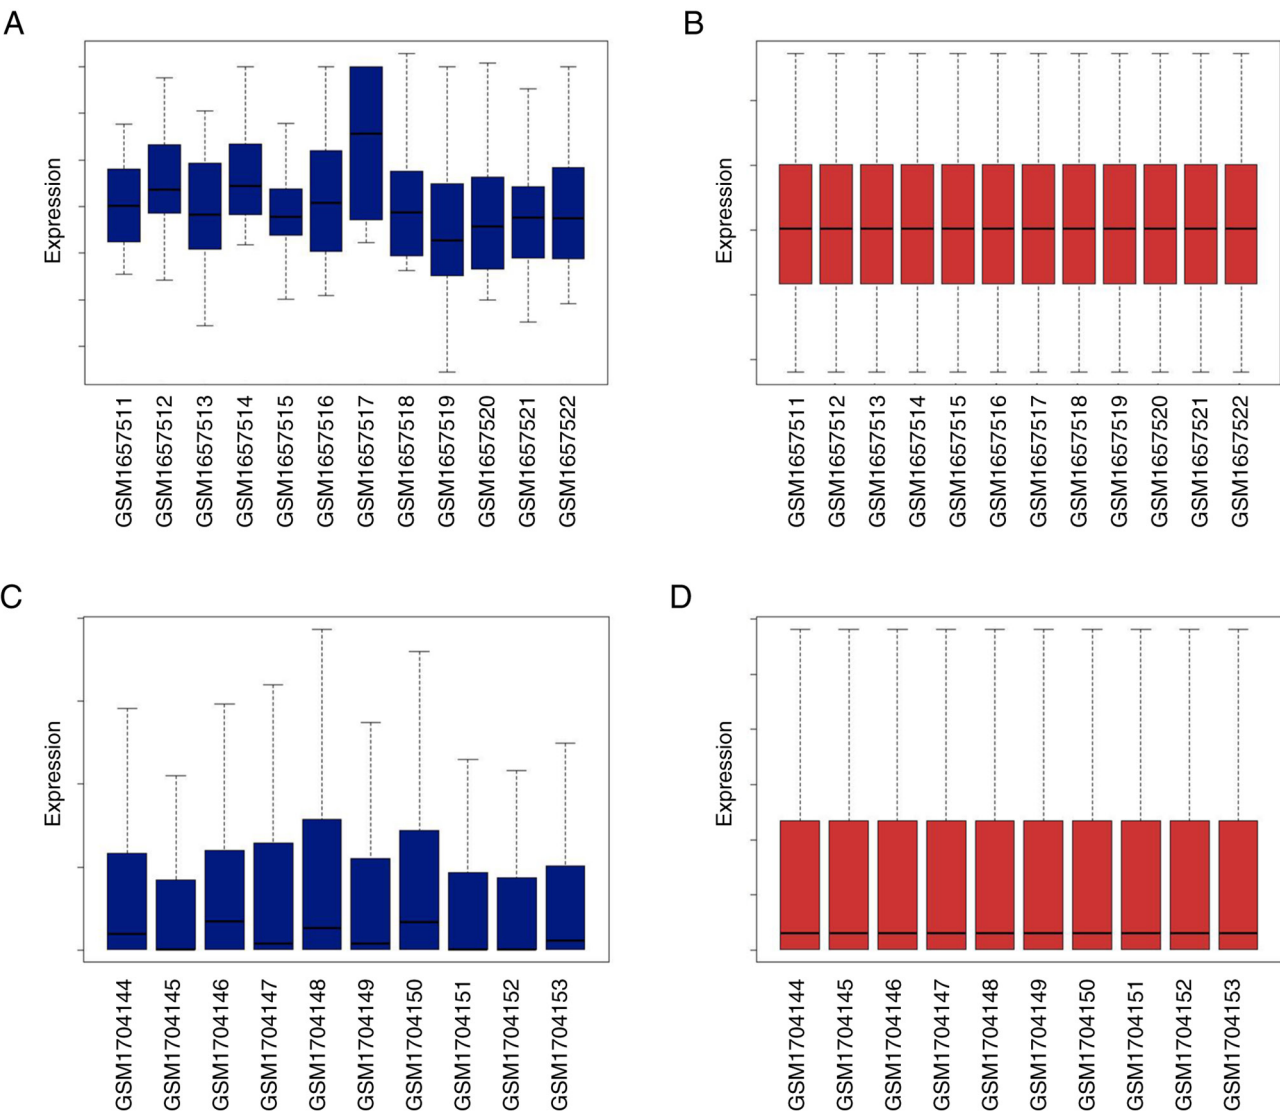 A
Expression
GSM1657511
GSM1657512
GSM1657513
GSM1657514
GSM1657515
GSM1657516
GSM1657517
GSM1657518
GSM1657519
GSM1657520
GSM1657521
GSM1657522
B
Expression
GSM1657511
GSM1657512
GSM1657513
GSM1657514
GSM1657515
GSM1657516
GSM1657517
GSM1657518
GSM1657519
GSM1657520
GSM1657521
GSM1657522
C
Expression
GSM1704144
GSM1704145
GSM1704146
GSM1704147
GSM1704148
GSM1704149
GSM1704150
GSM1704151
GSM1704152
GSM1704153
D
Expression
GSM1704144
GSM1704145
GSM1704146
GSM1704147
GSM1704148
GSM1704149
GSM1704150
GSM1704151
GSM1704152
GSM1704153